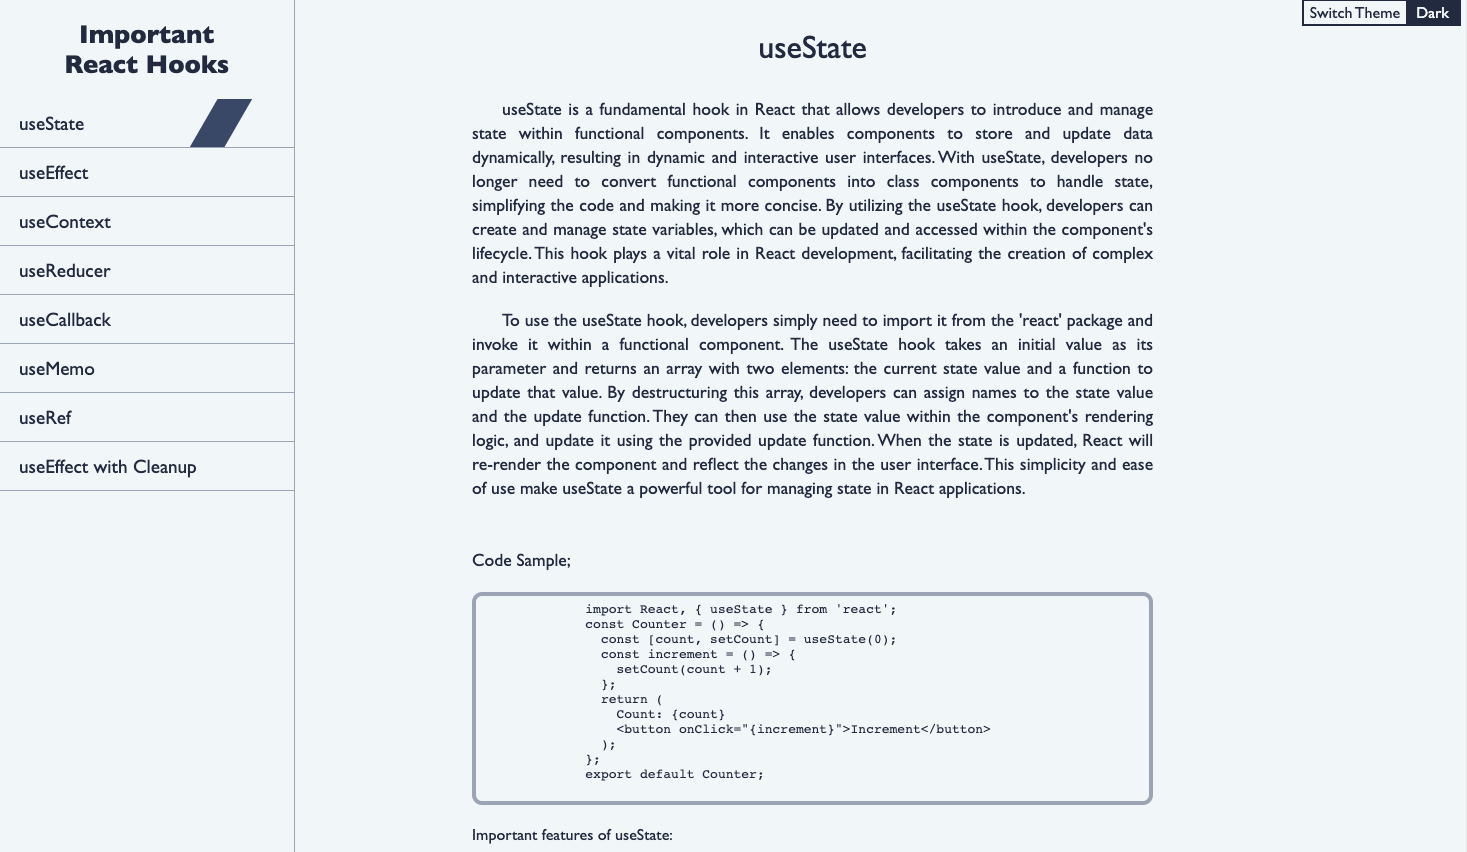 Important
React Hooks
useState
useEffect
useContext
useReducer
useCallback
useMemo
useRef
useEffect with Cleanup
Switch Theme Dark
useState
useState is a fundamental hook in React that allows developers to introduce and manage
state within functional components. It enables components to store and update data
dynamically, resulting in dynamic and interactive user interfaces. With useState, developers no
longer need to convert functional components into class components to handle state,
simplifying the code and making it more concise. By utilizing the useState hook, developers can
create and manage state variables, which can be updated and accessed within the component's
lifecycle. This hook plays a vital role in React development, facilitating the creation of complex
and interactive applications.
To use the useState hook, developers simply need to import it from the 'react' package and
invoke it within a functional component. The useState hook takes an initial value as its
parameter and returns an array with two elements: the current state value and a function to
update that value. By destructuring this array, developers can assign names to the state value
and the update function. They can then use the state value within the component's rendering
logic, and update it using the provided update function. When the state is updated, React will
re-render the component and reflect the changes in the user interface. This simplicity and ease
of use make useState a powerful tool for managing state in React applications.
Code Sample;
import React, { useState } from 'react';
const Counter = () => {
  const [count, setCount] = useState(0);
  const increment = () => {
    setCount(count + 1);
  };
  return (
    Count: {count}
    <button onClick="{increment}">Increment</button>
  );
};
export default Counter;
Important features of useState: